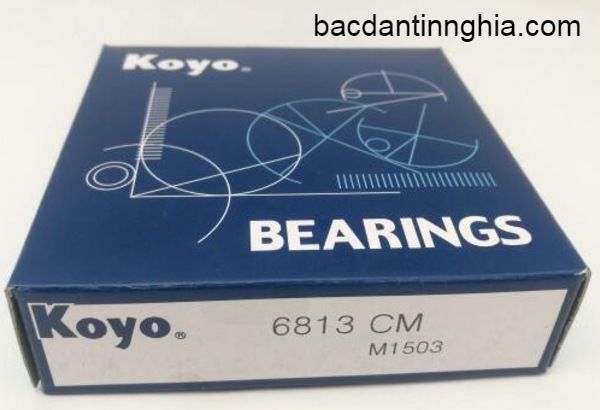 bacdantinnghia.com
Koyo®
BEARINGS
Koyo®
6813 CM
M1503